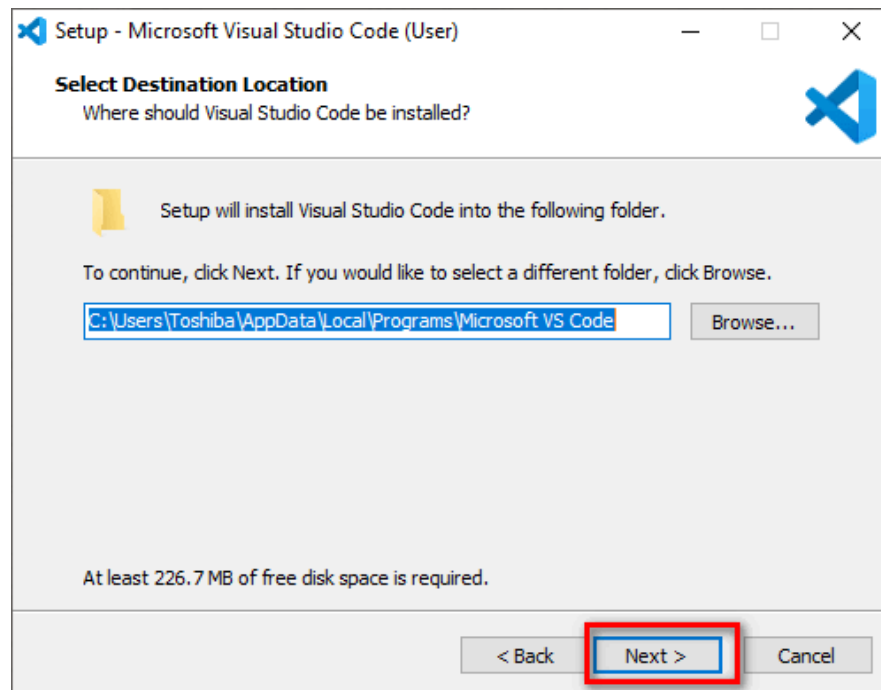 Setup - Microsoft Visual Studio Code (User)
Select Destination Location
Where should Visual Studio Code be installed?
Setup will install Visual Studio Code into the following folder.
To continue, click Next. If you would like to select a different folder, click Browse.
C:\Users\Toshiba\AppData\Local\Programs\Microsoft VS Code
Browse...
At least 226.7 MB of free disk space is required.
< Back
Next >
Cancel